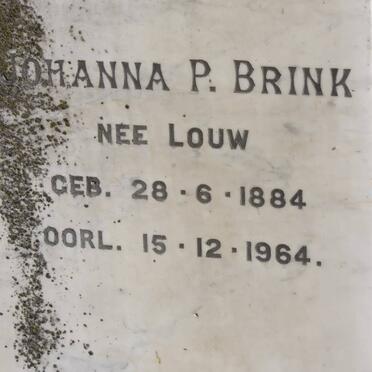 JOHANNA P. BRINK
NEE LOUW
GEB. 28·6·1884
OORL. 15·12·1964.